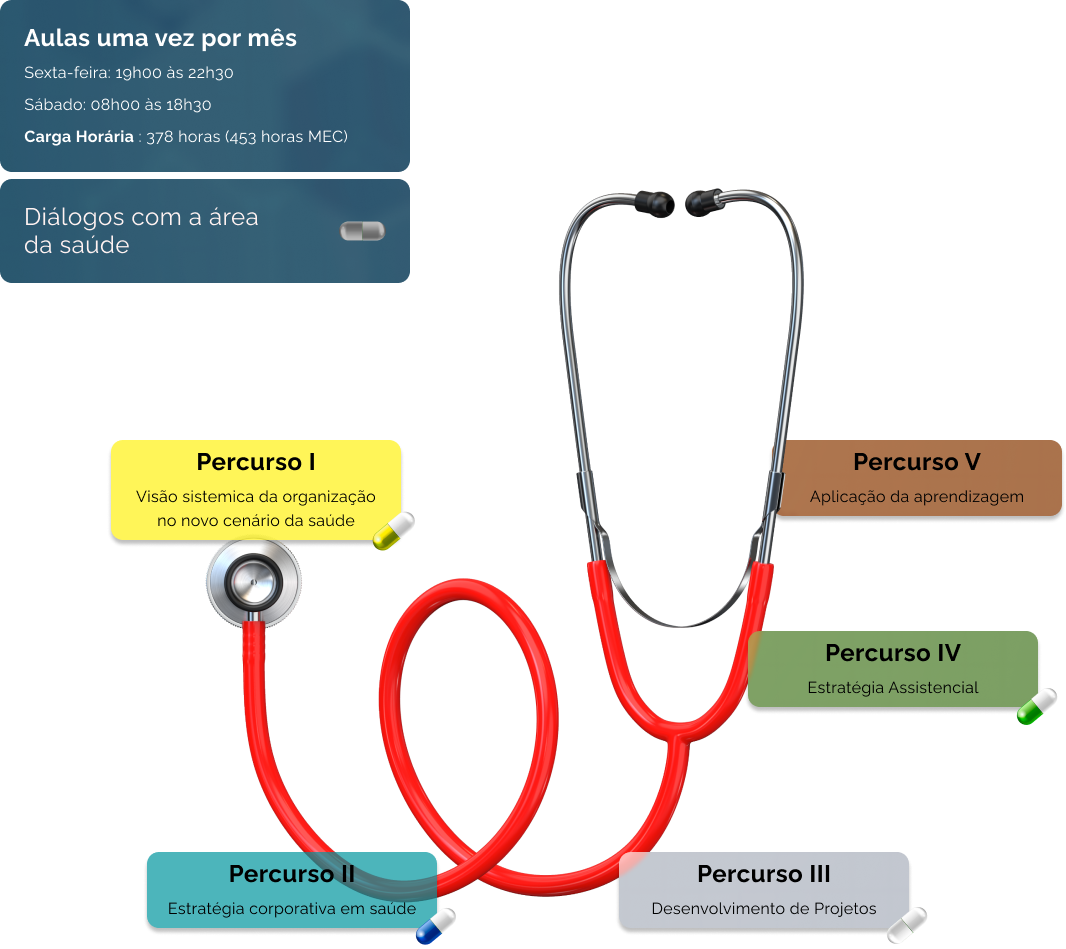 Aulas uma vez por mês
Sexta-feira: 19h00 às 22h30
Sábado: 08h00 às 18h30
Carga Horária : 378 horas (453 horas MEC)
Diálogos com a área
da saúde
Percurso I
Visão sistemica da organização
no novo cenário da saúde
Percurso V
Aplicação da aprendizagem
Percurso IV
Estratégia Assistencial
Percurso II
Estratégia corporativa em saúde
Percurso III
Desenvolvimento de Projetos